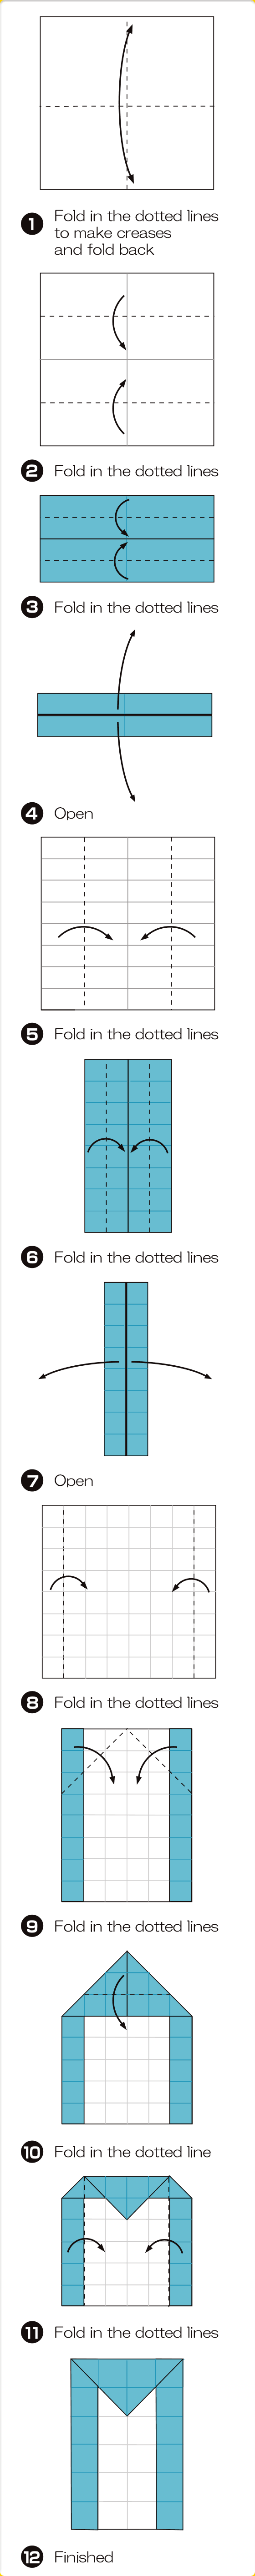 1 Fold in the dotted lines
to make creases
and fold back
2 Fold in the dotted lines
3 Fold in the dotted lines
4 Open
5 Fold in the dotted lines
6 Fold in the dotted lines
7 Open
8 Fold in the dotted lines
9 Fold in the dotted lines
10 Fold in the dotted line
11 Fold in the dotted lines
12 Finished